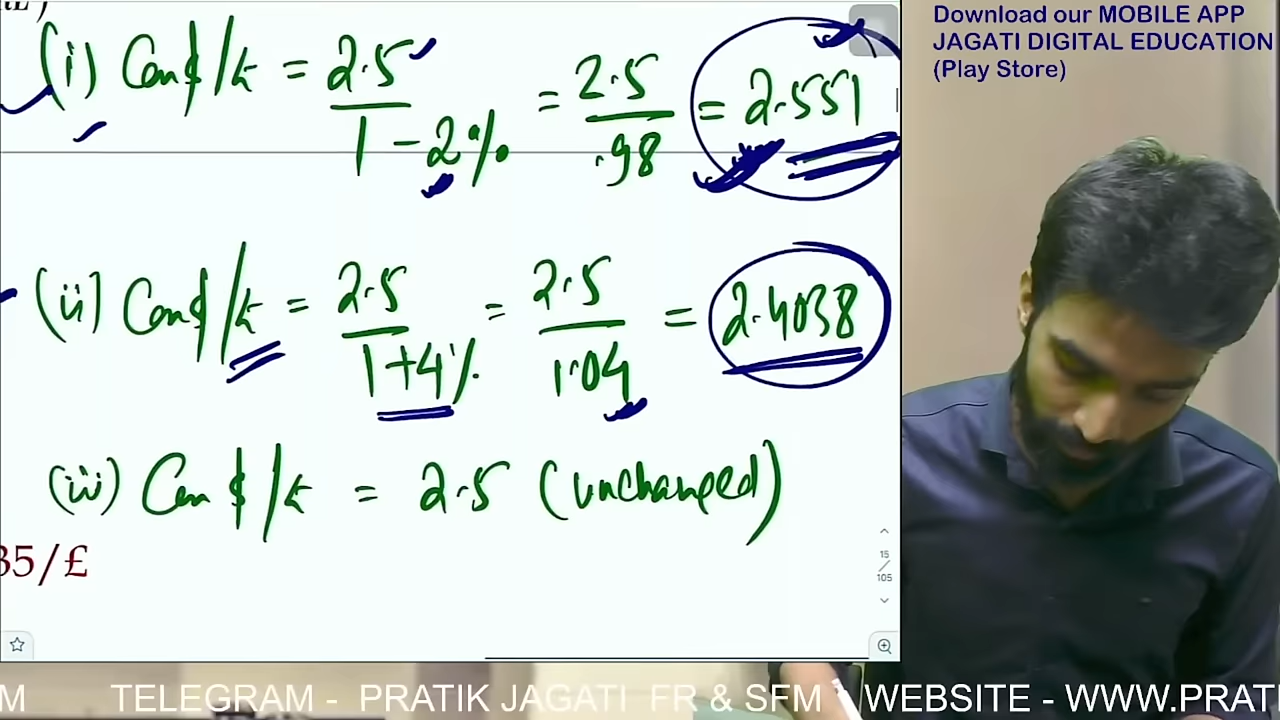 Download our MOBILE APP
JAGATI DIGITAL EDUCATION
(Play Store)
(i) Can$/k = 2.5 / 1 - 2% = 2.5 / .98 = 2.551
(ii) Can$/k = 2.5 / 1+4% = 2.5 / 1.04 = 2.4038
(iii) Can $/k = 2.5 (unchanged)
35/£
15
/
105
M TELEGRAM - PRATIK JAGATI FR & SFM WEBSITE - WWW.PRATI